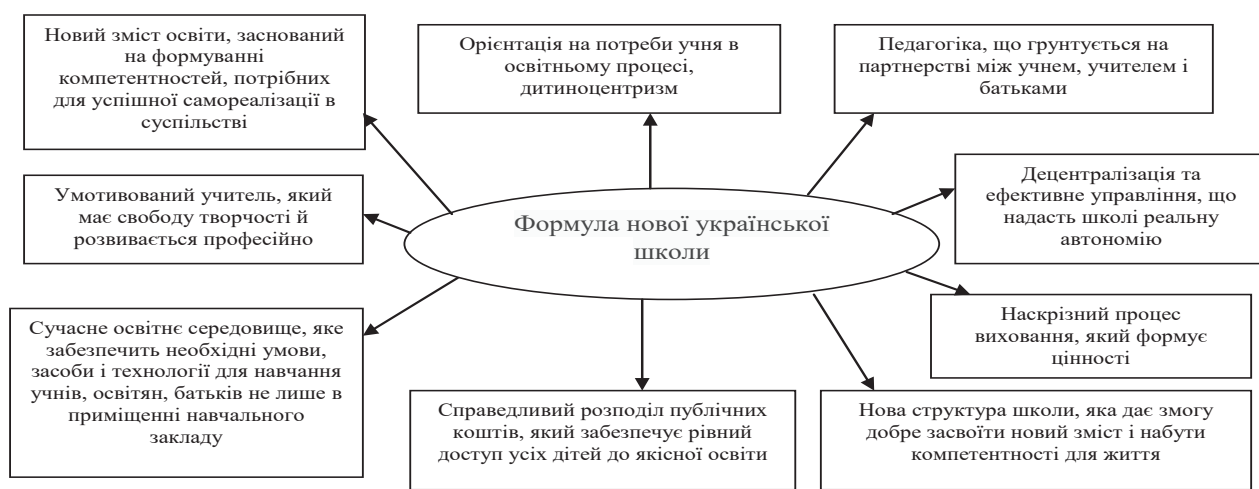 Новий зміст освіти, заснований
на формуванні
компетентностей, потрібних
для успішної самореалізації в
суспільстві
Орієнтація на потреби учня в
освітньому процесі,
дитиноцентризм
Педагогіка, що грунтується на
партнерстві між учнем, учителем і
батьками
Умотивований учитель, який
має свободу творчості й
розвивається професійно
Формула нової української
школи
Децентралізація та
ефективне управління, що
надасть школі реальну
автономію
Сучасне освітнє середовище, яке
забезпечить необхідні умови,
засоби і технології для навчання
учнів, освітян, батьків не лише в
приміщенні навчального
закладу
Наскрізний процес
виховання, який формує
цінності
Справедливий розподіл публічних
коштів, який забезпечує рівний
доступ усіх дітей до якісної освіти
Нова структура школи, яка дає змогу
добре засвоїти новий зміст і набути
компетентності для життя